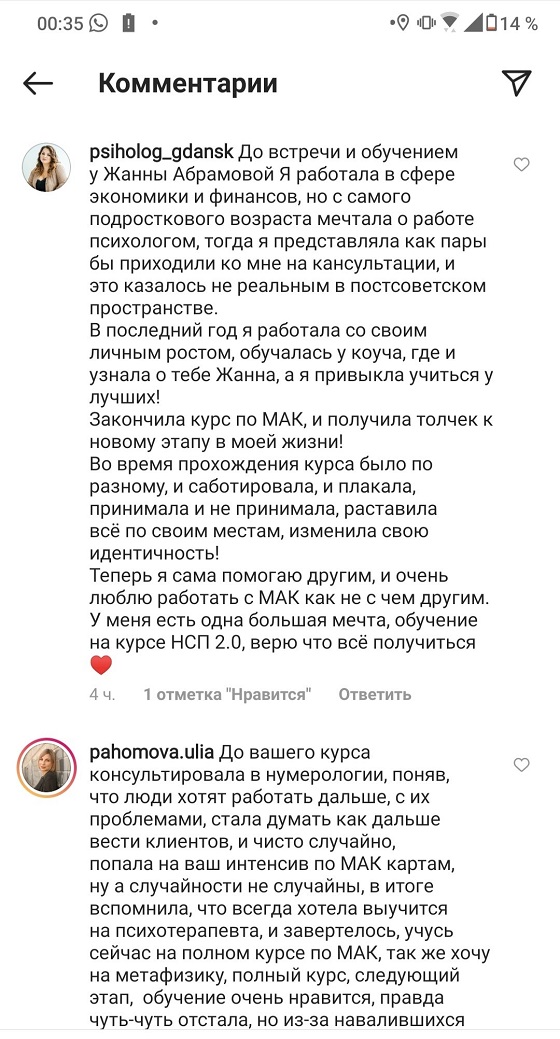 00:35 14 %
Комментарии
psiholog_gdansk До встречи и обучением
у Жанны Абрамовой Я работала в сфере
экономики и финансов, но с самого
подросткового возраста мечтала о работе
психологом, тогда я представляла как пары
бы приходили ко мне на кансультации, и
это казалось не реальным в постсоветском
пространстве.
В последний год я работала со своим
личным ростом, обучалась у коуча, где и
узнала о тебе Жанна, а я привыкла учиться у
лучших!
Закончила курс по МАК, и получила толчек к
новому этапу в моей жизни!
Во время прохождения курса было по
разному, и саботировала, и плакала,
принимала и не принимала, раставила
всё по своим местам, изменила свою
идентичность!
Теперь я сама помогаю другим, и очень
люблю работать с МАК как не с чем другим.
У меня есть одна большая мечта, обучение
на курсе НСП 2.0, верю что всё получиться
❤️
4 ч. 1 отметка "Нравится" Ответить
pahomova.ulia До вашего курса
консультировала в нумерологии, поняв,
что люди хотят работать дальше, с их
проблемами, стала думать как дальше
вести клиентов, и чисто случайно,
попала на ваш интенсив по МАК картам,
ну а случайности не случайны, в итоге
вспомнила, что всегда хотела выучится
на психотерапевта, и завертелось, учусь
сейчас на полном курсе по МАК, так же хочу
на метафизику, полный курс, следующий
этап, обучение очень нравится, правда
чуть-чуть отстала, но из-за навалившихся